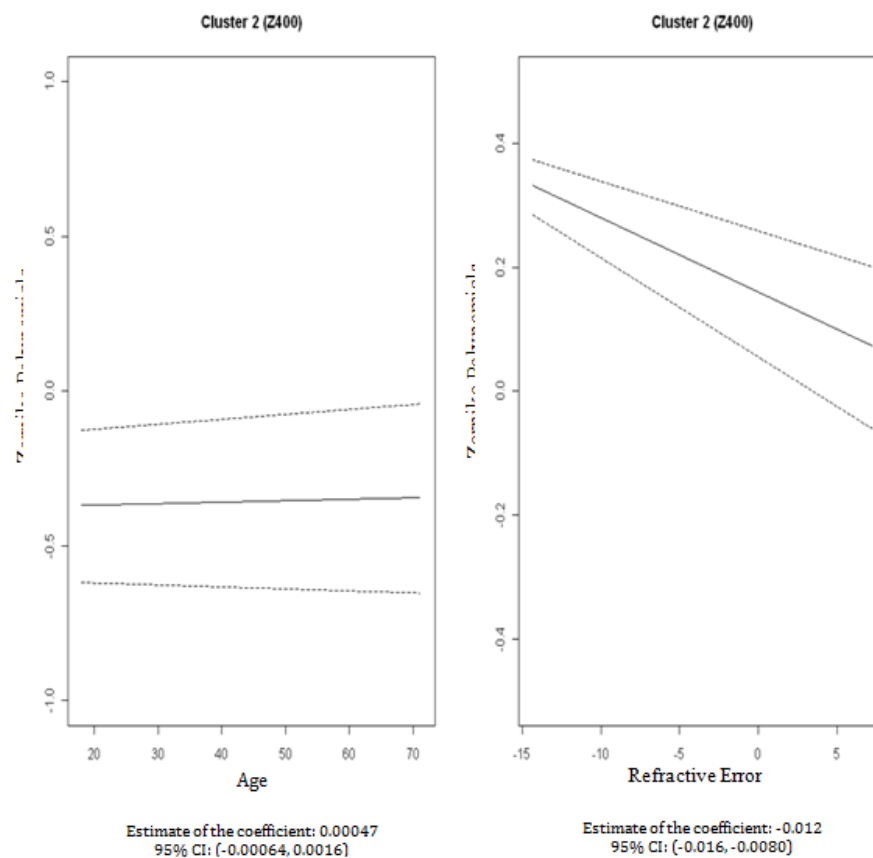 Cluster 2 (Z400)
1.0
0.5
0.0
-0.5
-1.0
20 30 40 50 60 70
Age
Estimate of the coefficient: 0.00047
95% CI: (-0.00064, 0.0016)
Cluster 2 (Z400)
0.4
0.2
0.0
-0.2
-0.4
-15 -10 -5 0 5
Refractive Error
Estimate of the coefficient: -0.012
95% CI: (-0.016, -0.0080)